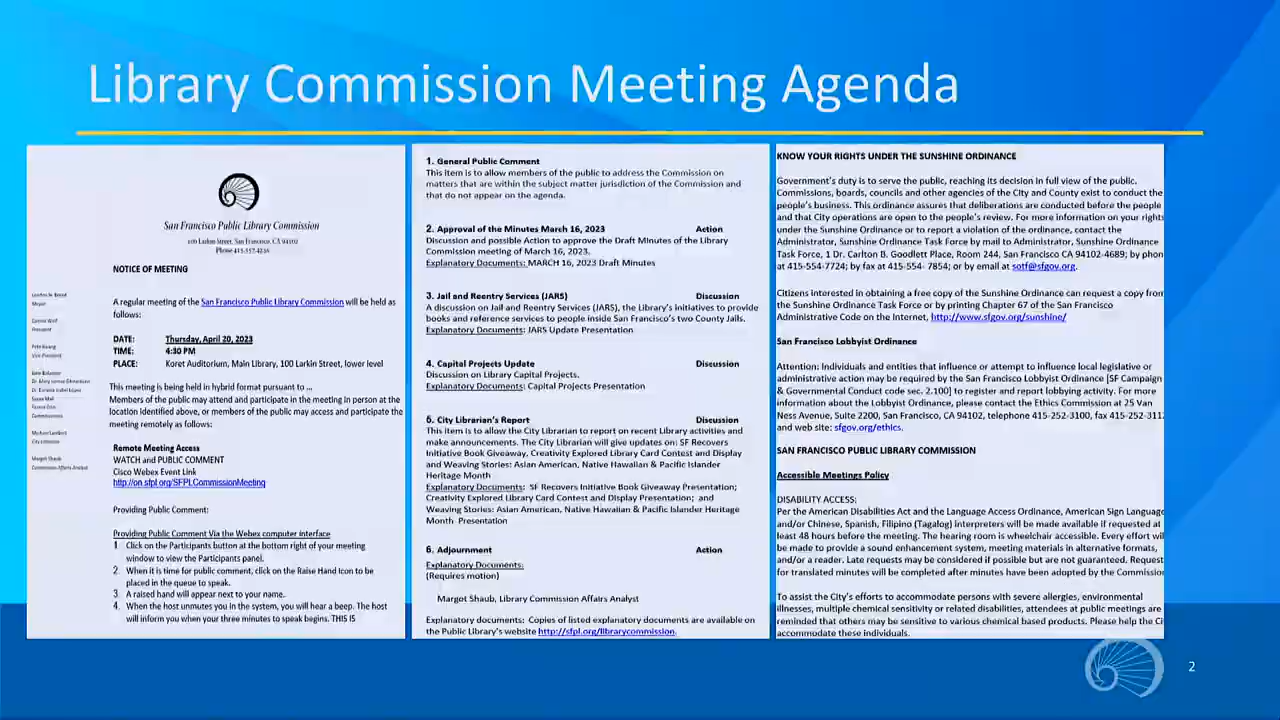 Library Commission Meeting Agenda
San Francisco Public Library Commission
100 Larkin Street, San Francisco, CA 94102
Phone 415-557-4236
NOTICE OF MEETING
A regular meeting of the San Francisco Public Library Commission will be held as
follows:
DATE: Thursday, April 20, 2023
TIME: 4:30 PM
PLACE: Koret Auditorium, Main Library, 100 Larkin Street, lower level
This meeting is being held in hybrid format pursuant to ...
Members of the public may attend and participate in the meeting in person at the
location identified above, or members of the public may access and participate the
meeting remotely as follows:
Remote Meeting Access
WATCH and PUBLIC COMMENT
Cisco Webex Event Link
http://on.sfpl.org/SFPLCommissionMeeting
Providing Public Comment:
Providing Public Comment Via the Webex computer interface
1 Click on the Participants button at the bottom right of your meeting
window to view the Participants panel.
2. When it is time for public comment, click on the Raise Hand Icon to be
placed in the queue to speak.
3 A raised hand will appear next to your name.
4. When the host unmutes you in the system, you will hear a beep. The host
will inform you when your three minutes to speak begins. THIS IS
Mayor
President
Vice President
Commissioners
Michael Lambert
City Librarian
Margot Shaub
Commission Affairs Analyst
1. General Public Comment
This Item is to allow members of the public to address the Commission on
matters that are within the subject matter jurisdiction of the Commission and
that do not appear on the agenda.
2. Approval of the Minutes March 16, 2023 Action
Discussion and possible Action to approve the Draft Minutes of the Library
Commission meeting of March 16, 2023.
Explanatory Documents: MARCH 16, 2023 Draft Minutes
3. Jail and Reentry Services (JARS) Discussion
A discussion on Jail and Reentry Services (JARS), the Library's initiatives to provide
books and reference services to people inside San Francisco's two County Jails.
Explanatory Documents: JARS Update Presentation
4. Capital Projects Update Discussion
Discussion on Library Capital Projects.
Explanatory Documents: Capital Projects Presentation
5. City Librarian's Report Discussion
This item is to allow the City Librarian to report on recent Library activities and
make announcements. The City Librarian will give updates on: SF Recovers
Initiative Book Giveaway, Creativity Explored Library Card Contest and Display
and Weaving Stories: Asian American, Native Hawaiian & Pacific Islander
Heritage Month
Explanatory Documents: SF Recovers Initiative Book Giveaway Presentation;
Creativity Explored Library Card Contest and Display Presentation; and
Weaving Stories: Asian American, Native Hawaiian & Pacific Islander Heritage
Month Presentation
6. Adjournment Action
Explanatory Documents:
(Requires motion)
Margot Shaub, Library Commission Affairs Analyst
Explanatory documents: Copies of listed explanatory documents are available on
the Public Library's website http://sfpl.org/librarycommission.
KNOW YOUR RIGHTS UNDER THE SUNSHINE ORDINANCE
Government's duty is to serve the public, reaching its decision in full view of the public.
Commissions, boards, councils and other agencies of the City and County exist to conduct the
people's business. This ordinance assures that deliberations are conducted before the people
and that City operations are open to the people's review. For more information on your rights
under the Sunshine Ordinance or to report a violation of the ordinance, contact the
Administrator, Sunshine Ordinance Task Force by mail to Administrator, Sunshine Ordinance
Task Force, 1 Dr. Carlton B. Goodlett Place, Room 244, San Francisco CA 94102-4689; by phon
at 415-554-7724; by fax at 415-554- 7854; or by email at sotf@sfgov.org.
Citizens interested in obtaining a free copy of the Sunshine Ordinance can request a copy from
the Sunshine Ordinance Task Force or by printing Chapter 67 of the San Francisco
Administrative Code on the Internet, http://www.sfgov.org/sunshine/
San Francisco Lobbyist Ordinance
Attention: Individuals and entities that influence or attempt to influence local legislative or
administrative action may be required by the San Francisco Lobbyist Ordinance [SF Campaign
& Governmental Conduct code sec. 2.100] to register and report lobbying activity. For more
information about the Lobbyist Ordinance, please contact the Ethics Commission at 25 Van
Ness Avenue, Suite 2200, San Francisco, CA 94102, telephone 415-252-3100, fax 415-252-311
and web site: sfgov.org/ethics.
SAN FRANCISCO PUBLIC LIBRARY COMMISSION
Accessible Meetings Policy
DISABILITY ACCESS:
Per the American Disabilities Act and the Language Access Ordinance, American Sign Language
and/or Chinese, Spanish, Filipino (Tagalog) interpreters will be made available if requested at
least 48 hours before the meeting. The hearing room is wheelchair accessible. Every effort wil
be made to provide a sound enhancement system, meeting materials in alternative formats,
and/or a reader. Late requests may be considered if possible but are not guaranteed. Request
for translated minutes will be completed after minutes have been adopted by the Commission
To assist the City's efforts to accommodate persons with severe allergies, environmental
illnesses, multiple chemical sensitivity or related disabilities, attendees at public meetings are
reminded that others may be sensitive to various chemical based products. Please help the Ci
accommodate these individuals.
2